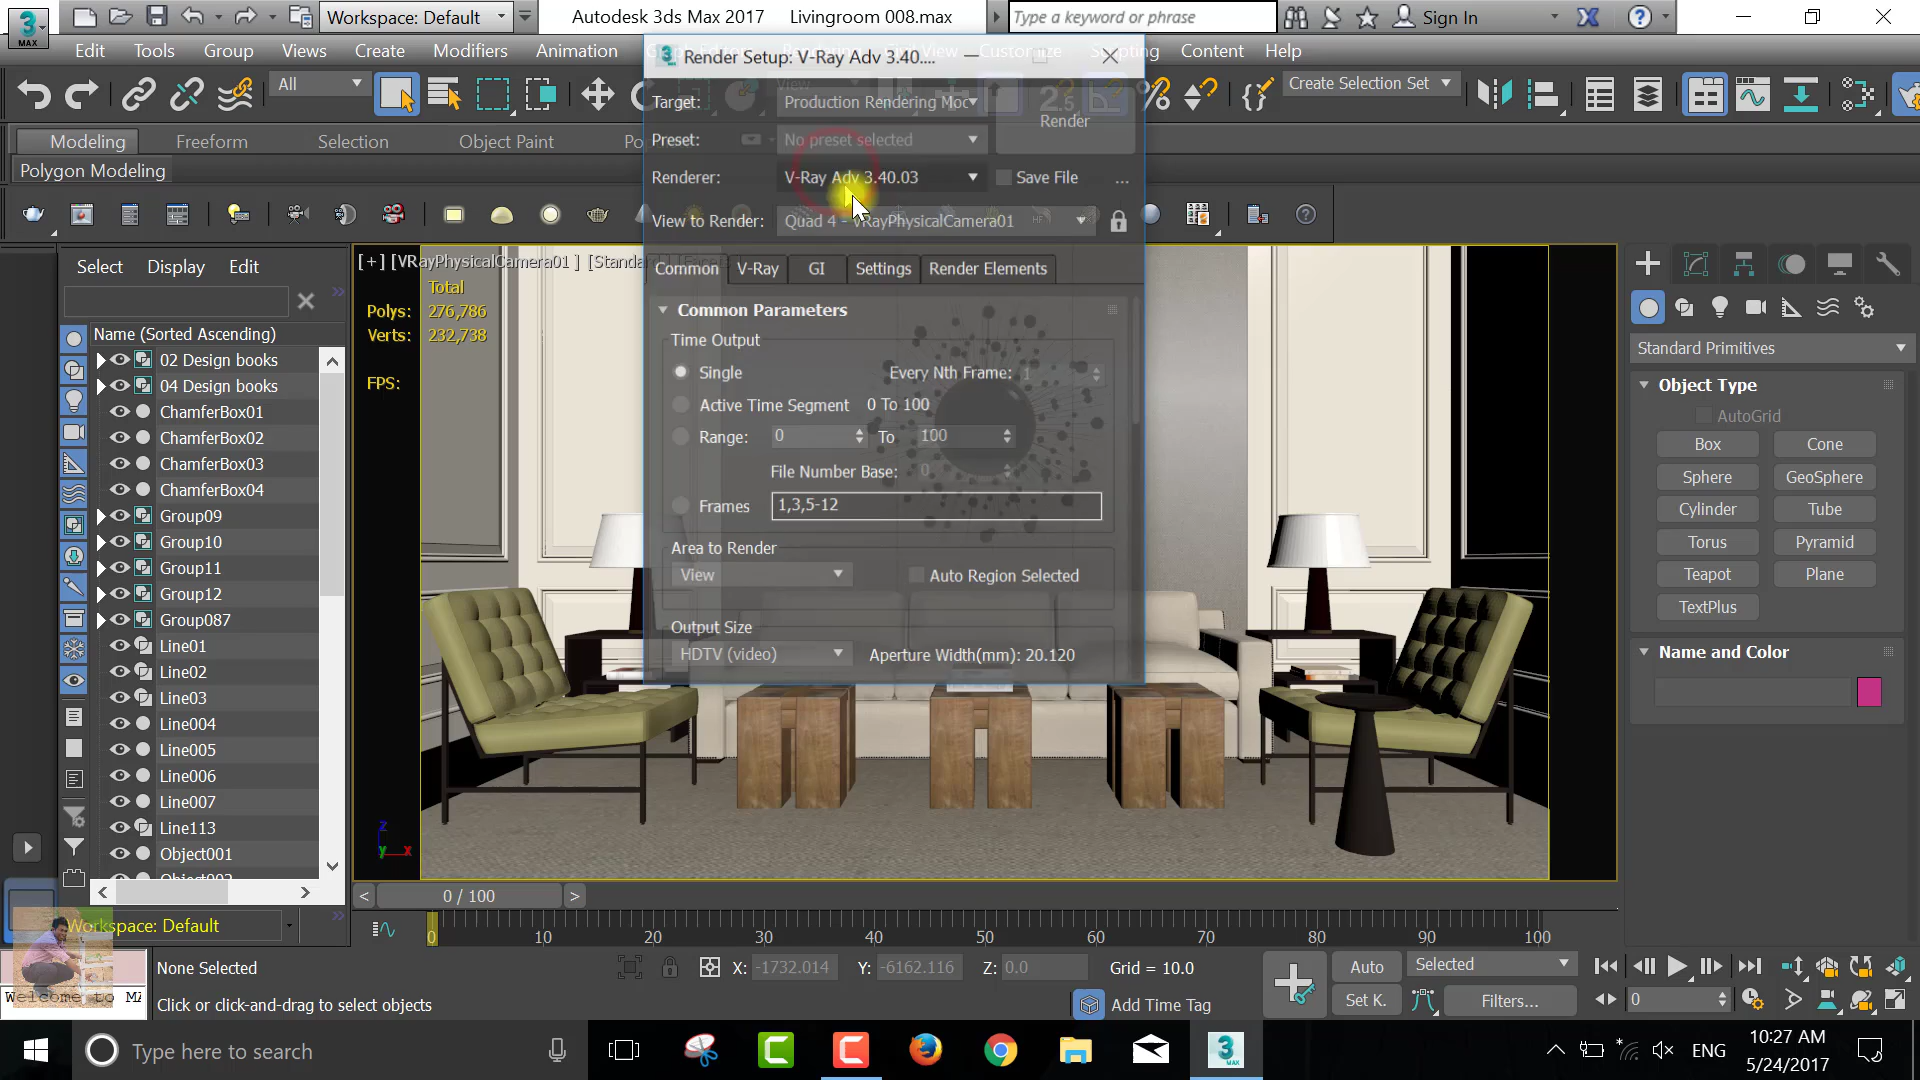 Workspace: Default
Autodesk 3ds Max 2017 Livingroom 008.max
Type a keyword or phrase
Sign In
MAX
Edit Tools Group Views Create Modifiers Animation Customize Scripting Content Help
All
Create Selection Set
Modeling Freeform Selection Object Paint
Polygon Modeling
Render Setup: V-Ray Adv 3.40....
Target: Production Rendering Moc
Render
Preset: No preset selected
Renderer: V-Ray Adv 3.40.03 Save File ...
View to Render: Quad 4 - VRayPhysicalCamera01
Common V-Ray GI Settings Render Elements
Common Parameters
Time Output
Single Every Nth Frame: 1
Active Time Segment 0 To 100
Range: 0 To 100
File Number Base: 0
Frames 1,3,5-12
Area to Render
View Auto Region Selected
Output Size
HDTV (video) Aperture Width(mm): 20.120
Select Display Edit
Name (Sorted Ascending)
02 Design books
04 Design books
ChamferBox01
ChamferBox02
ChamferBox03
ChamferBox04
Group09
Group10
Group11
Group12
Group087
Line01
Line02
Line03
Line004
Line005
Line006
Line007
Line113
Object001
Workspace: Default
[+] [VRayPhysicalCamera01 ]
Total
Polys: 276,786
Verts: 232,738
FPS:
z
y x
Standard Primitives
Object Type
AutoGrid
Box Cone
Sphere GeoSphere
Cylinder Tube
Torus Pyramid
Teapot Plane
TextPlus
Name and Color
< 0 / 100 >
0 10 20 30 40 50 60 70 80 90 100
None Selected
Click or click-and-drag to select objects
Welcome to MA
X: -1732.014 Y: -6162.116 Z: 0.0 Grid = 10.0
Add Time Tag
Auto Selected
Set K. Filters...
0
Type here to search
ENG
10:27 AM
5/24/2017